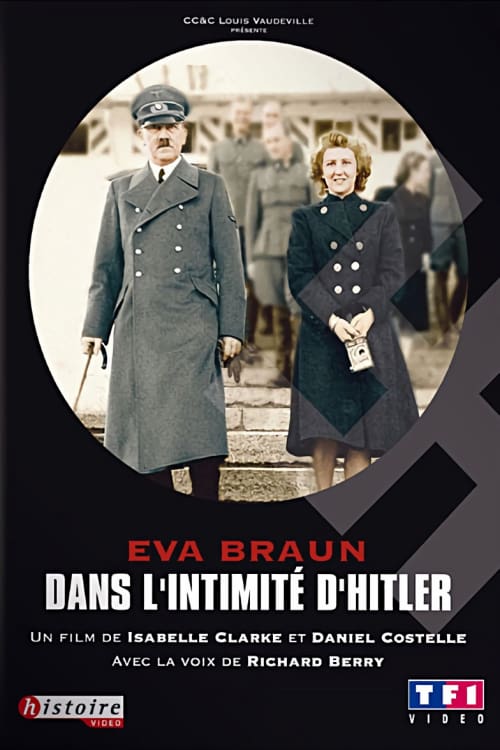 CC&C LOUIS VAUDEVILLE
PRÉSENTE
EVA BRAUN
DANS L'INTIMITÉ D'HITLER
UN FILM DE ISABELLE CLARKE ET DANIEL COSTELLE
AVEC LA VOIX DE RICHARD BERRY
histoire
VIDEO
TF1
VIDEO